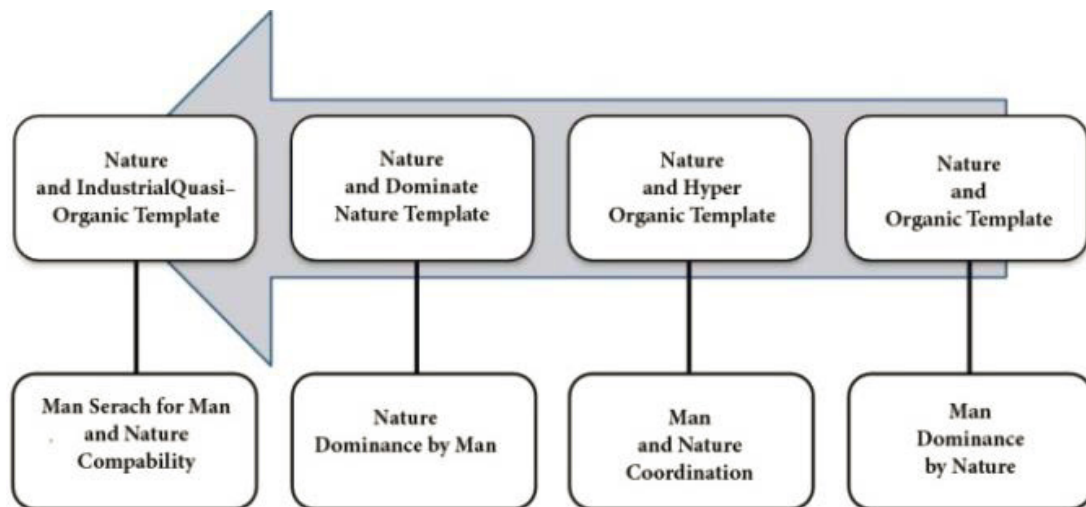 Nature
and IndustrialQuasi–
Organic Template
Nature
and Dominate
Nature Template
Nature
and Hyper
Organic Template
Nature
and
Organic Template
Man Serach for Man
and Nature
Compability
Nature
Dominance by Man
Man
and Nature
Coordination
Man
Dominance
by Nature